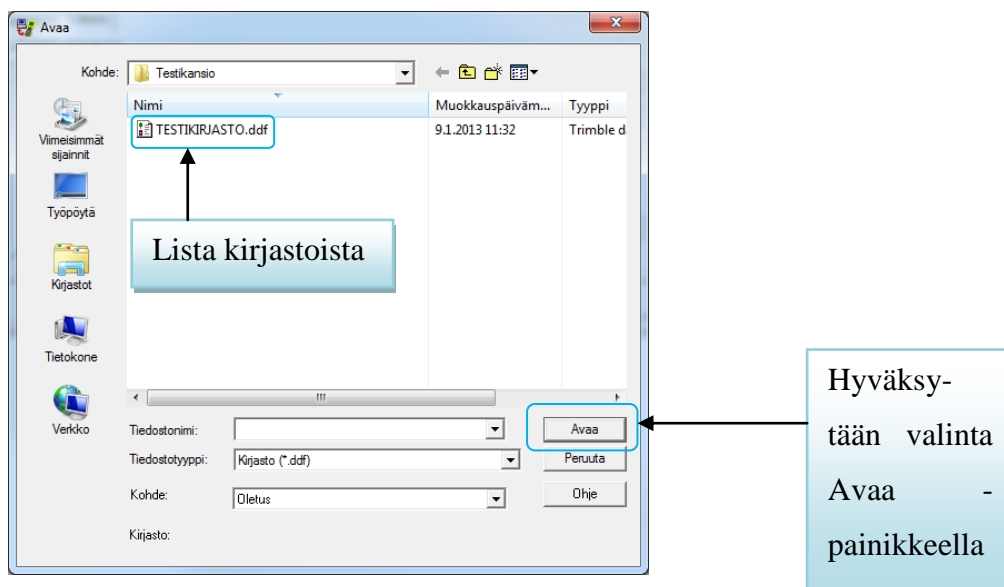 Avaa
Kohde: Testikansio
Nimi Muokkauspäiväm... Tyyppi
TESTIKIRJASTO.ddf 9.1.2013 11:32 Trimble d
Viimeisimmät
sijainnit
Työpöytä
Lista kirjastoista
Kirjastot
Tietokone
Verkko
Tiedostonimi: Avaa
Tiedostotyyppi: Kirjasto (*.ddf) Peruuta
Kohde: Oletus Ohje
Kirjasto:
Hyväksy-
tään valinta
Avaa -
painikkeella